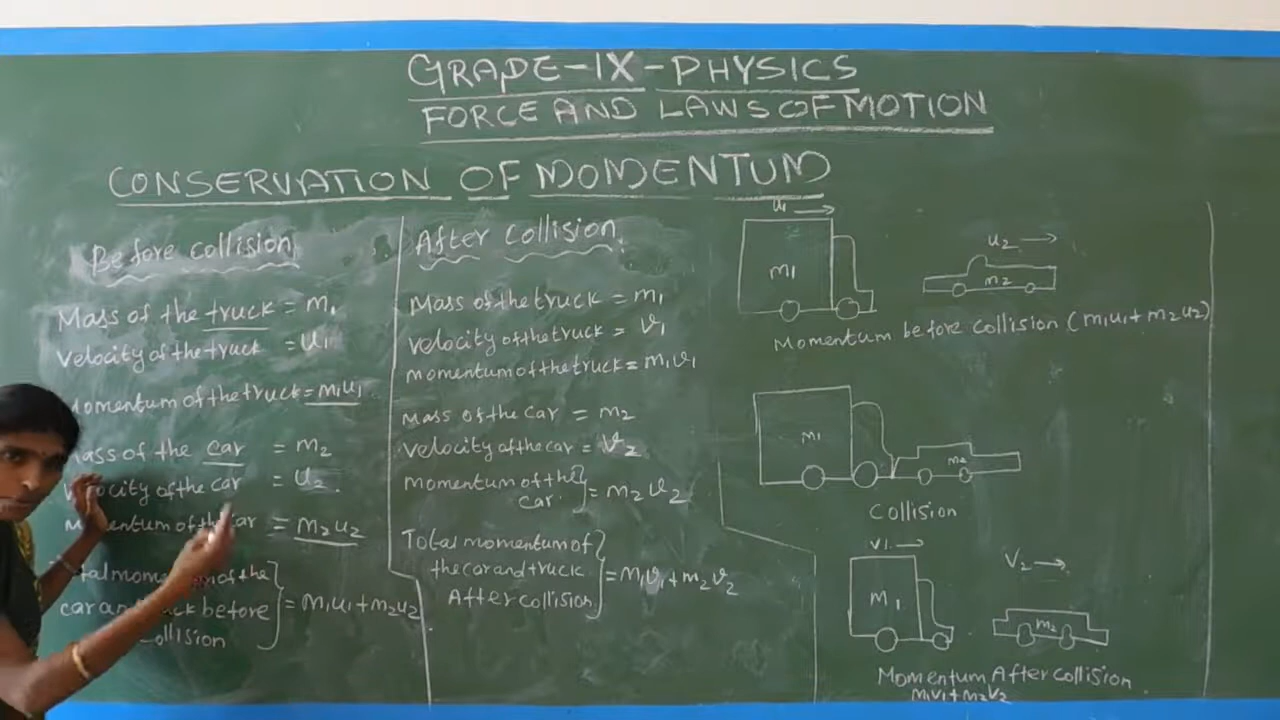 GRADE-IX-PHYSICS
FORCE AND LAWS OF MOTION
CONSERVATION OF MOMENTUM
Before collision
Mass of the truck = m₁
Velocity of the truck = u₁
momentum of the truck = m₁u₁
Mass of the car = m₂
Velocity of the car = u₂
Momentum of the car = m₂u₂
Total momentum of the
car and truck before
collision
= m₁u₁ + m₂u₂
After collision
Mass of the truck = m₁
velocity of the truck = v₁
momentum of the truck = m₁v₁
Mass of the car = m₂
velocity of the car = v₂
momentum of the
car.
= m₂v₂
Total momentum of
the car and truck
After collision
= m₁v₁ + m₂v₂
u₁
m₁
u₂
m₂
Momentum before collision (m₁u₁ + m₂u₂)
m₁
m₂
Collision
V₁
M₁
V₂
m₂
Momentum After collision
m₁v₁ + m₂v₂